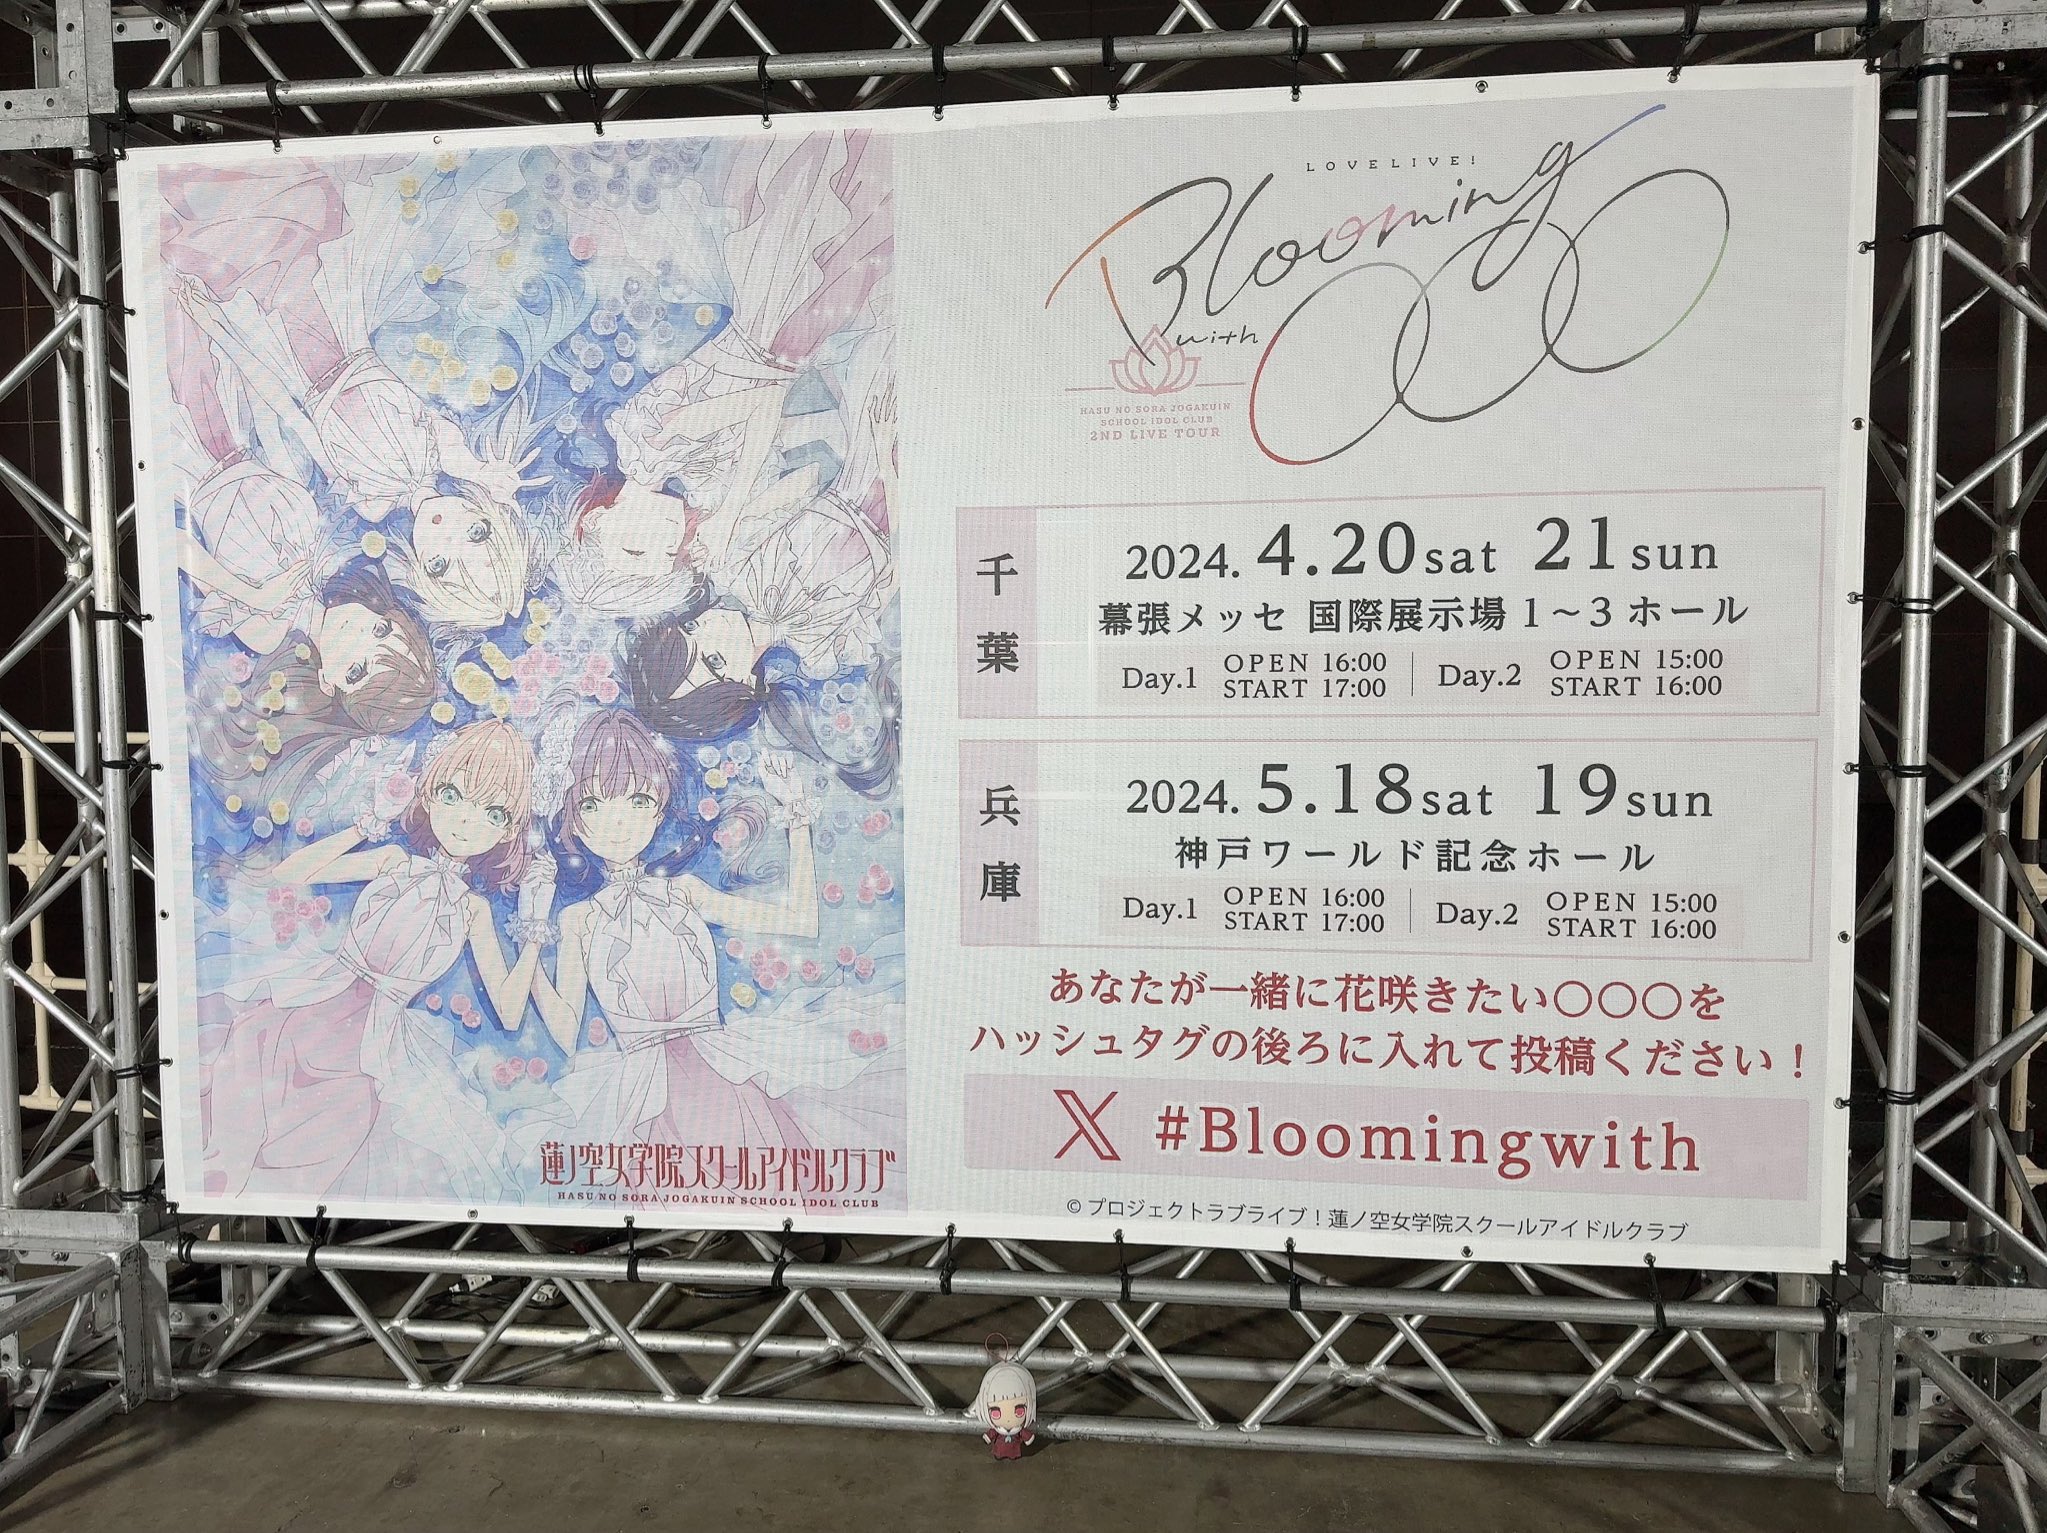 LOVELIVE!
Blooming
with
HASU NO SORA JOGAKUIN
SCHOOL IDOL CLUB
2ND LIVE TOUR
千葉
2024. 4.20sat 21sun
幕張メッセ 国際展示場 1~3 ホール
Day.1 OPEN 16:00 START 17:00 Day.2 OPEN 15:00 START 16:00
兵庫
2024. 5.18sat 19sun
神戸ワールド記念ホール
Day.1 OPEN 16:00 START 17:00 Day.2 OPEN 15:00 START 16:00
あなたが一緒に花咲きたい〇〇〇を
ハッシュタグの後ろに入れて投稿ください!
X #Bloomingwith
© プロジェクトラブライブ!蓮ノ空女学院スクールアイドルクラブ
蓮ノ空女学院スクールアイドルクラブ
HASU NO SORA JOGAKUIN SCHOOL IDOL CLUB